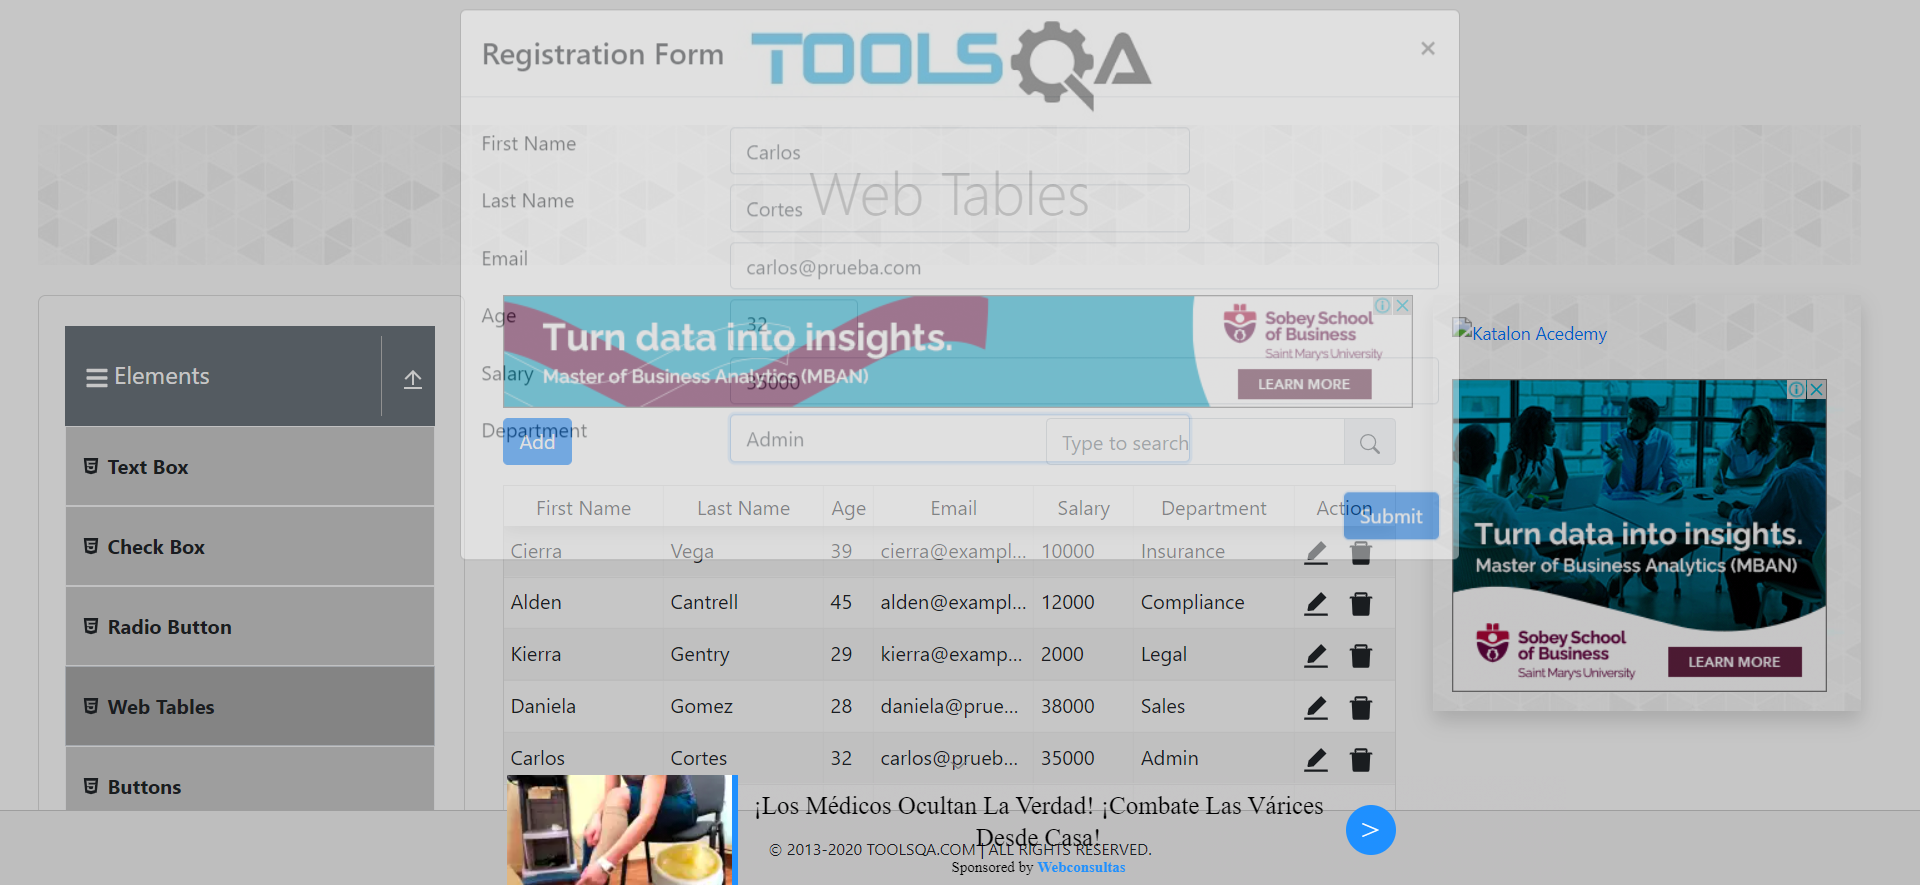 Registration Form
TOOLSQA
×
First Name
Carlos
Web Tables
Last Name
Cortes
Email
carlos@prueba.com
Age
32
Salary
35000
Department
Admin
Submit
Turn data into insights.
Master of Business Analytics (MBAN)
Sobey School
of Business
Saint Mary's University
LEARN MORE
Elements
Text Box
Check Box
Radio Button
Web Tables
Buttons
Add
Type to search
First Name Last Name Age Email Salary Department Action
Cierra Vega 39 cierra@exampl... 10000 Insurance
Alden Cantrell 45 alden@exampl... 12000 Compliance
Kierra Gentry 29 kierra@examp... 2000 Legal
Daniela Gomez 28 daniela@prue... 38000 Sales
Carlos Cortes 32 carlos@prueb... 35000 Admin
Katalon Acedemy
Turn data into insights.
Master of Business Analytics (MBAN)
Sobey School
of Business
Saint Mary's University
LEARN MORE
¡Los Médicos Ocultan La Verdad! ¡Combate Las Várices
Desde Casa!
>
© 2013-2020 TOOLSQA.COM | ALL RIGHTS RESERVED.
Sponsored by Webconsultas